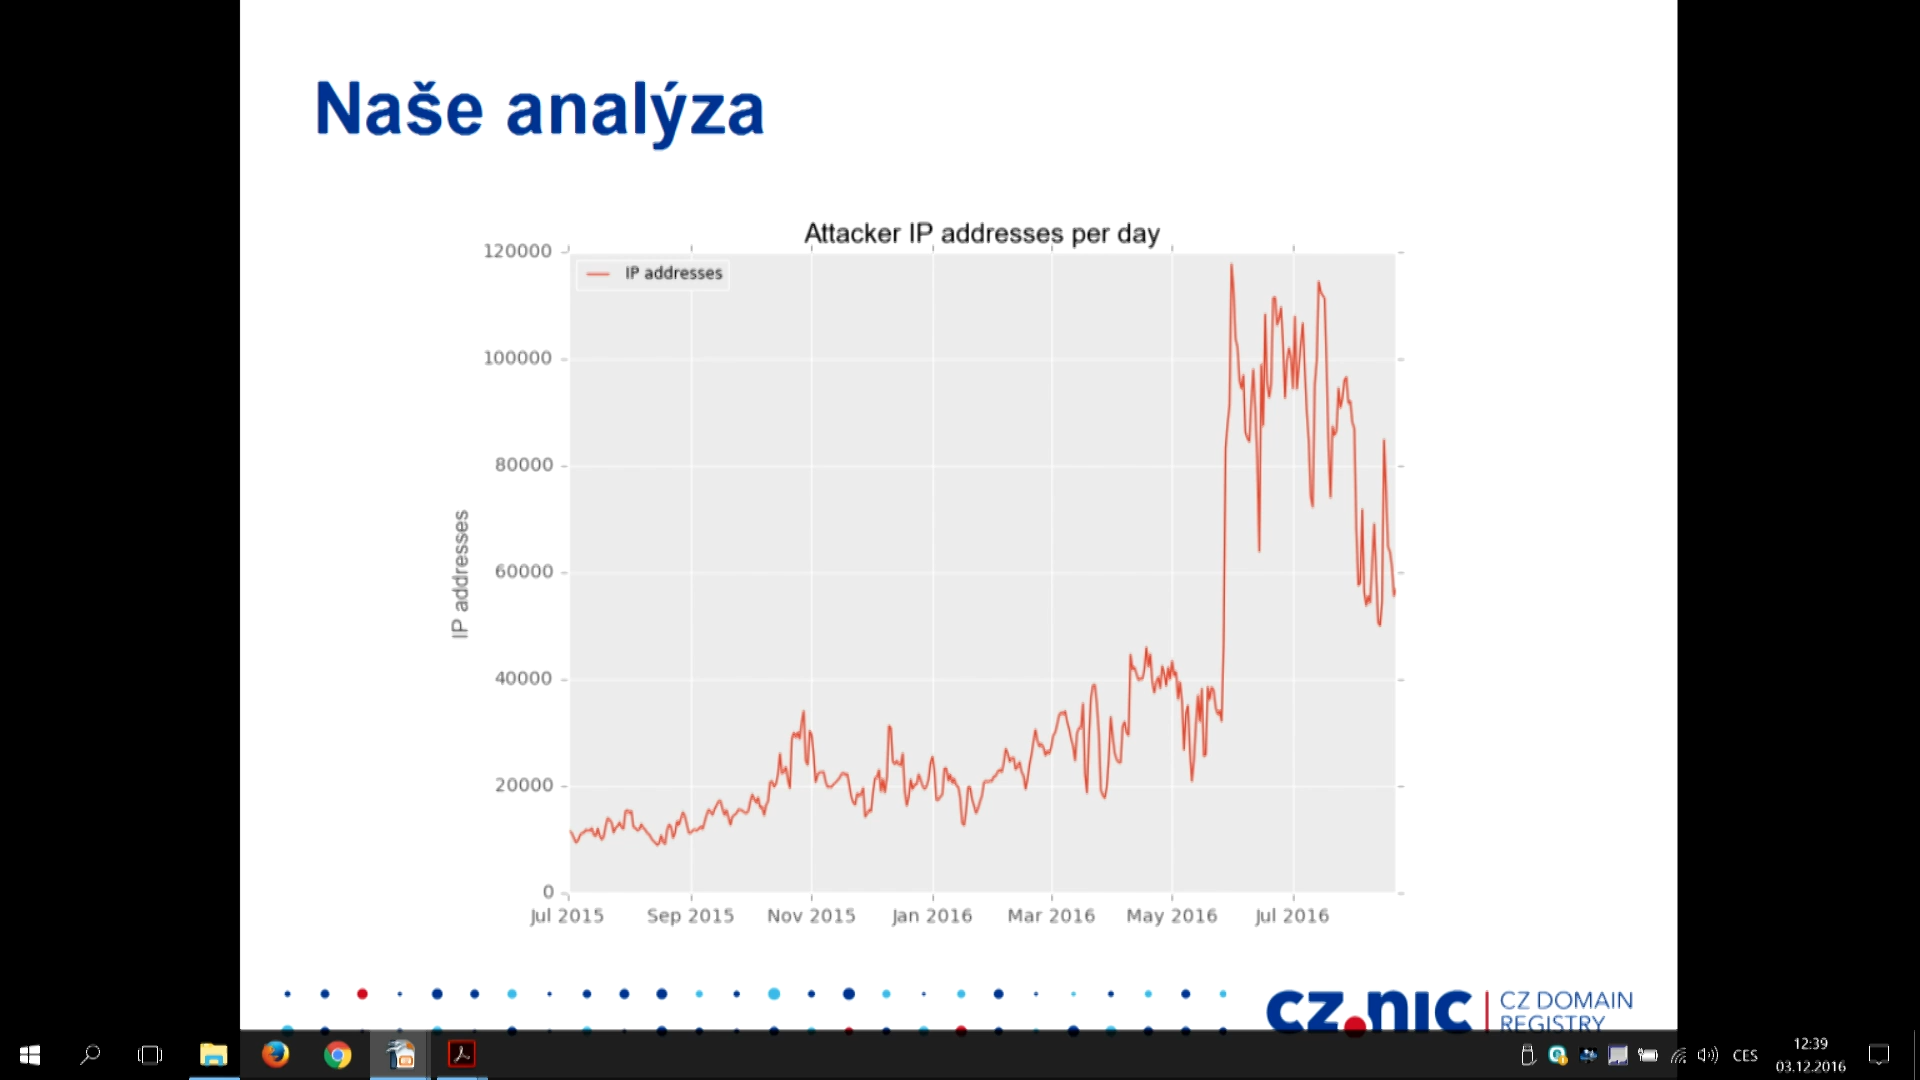 Naše analýza
Attacker IP addresses per day
IP addresses
120000
100000
80000
60000
40000
20000
0
IP addresses
Jul 2015 Sep 2015 Nov 2015 Jan 2016 Mar 2016 May 2016 Jul 2016
CZ.NIC
CZ DOMAIN
REGISTRY
CES
12:39
03.12.2016